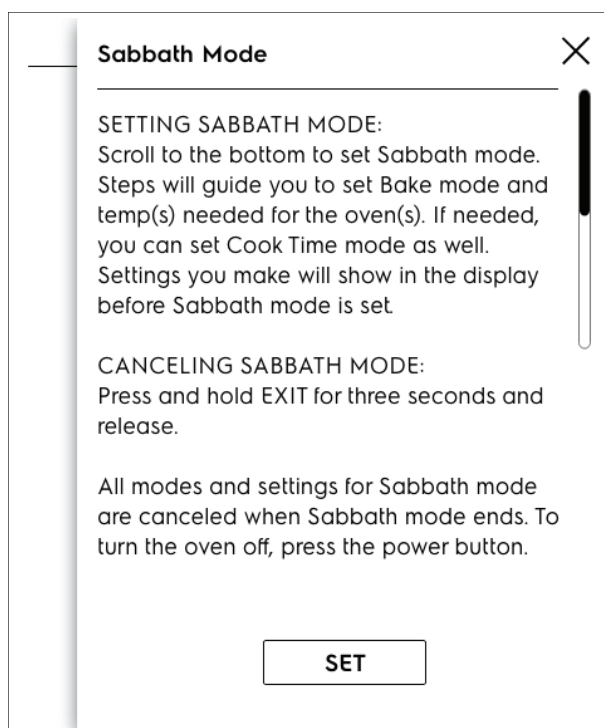 Sabbath Mode
SETTING SABBATH MODE:
Scroll to the bottom to set Sabbath mode.
Steps will guide you to set Bake mode and
temp(s) needed for the oven(s). If needed,
you can set Cook Time mode as well.
Settings you make will show in the display
before Sabbath mode is set.
CANCELING SABBATH MODE:
Press and hold EXIT for three seconds and
release.
All modes and settings for Sabbath mode
are canceled when Sabbath mode ends. To
turn the oven off, press the power button.
SET